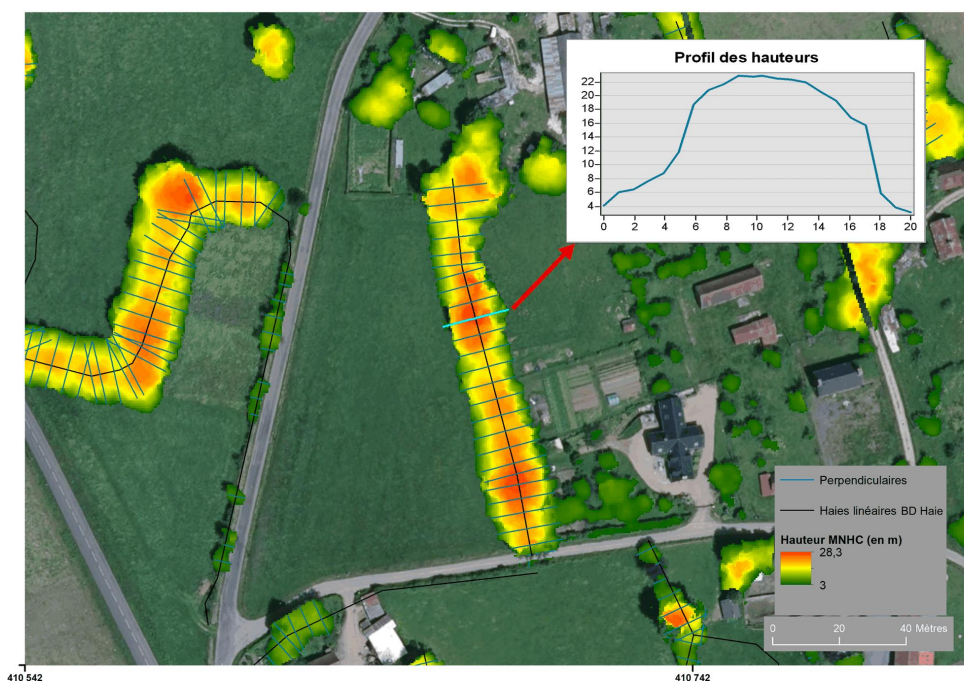 Profil des hauteurs
22
20
18
16
14
12
10
8
6
4
0 2 4 6 8 10 12 14 16 18 20
Perpendiculaires
Haies linéaires BD Haie
Hauteur MNHC (en m)
28,3
3
0 20 40 Mètres
410 542 410 742